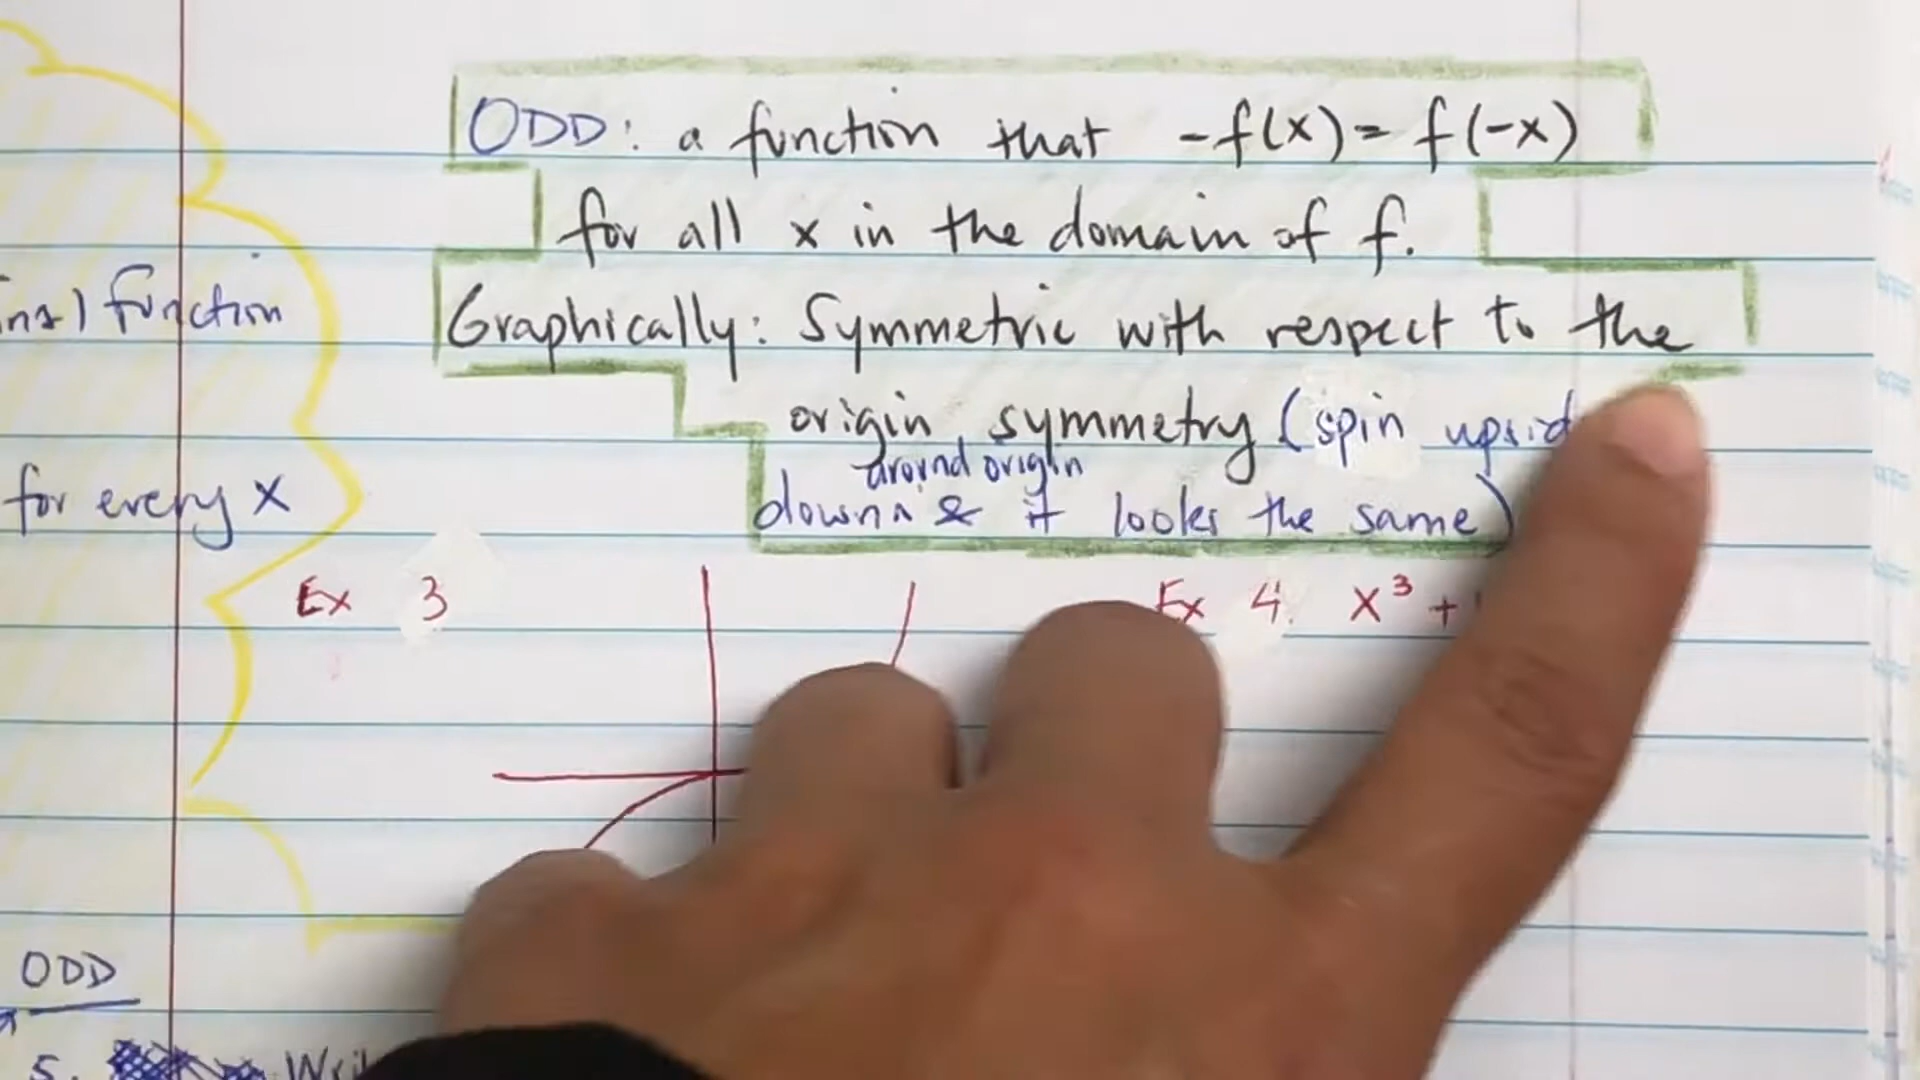 ODD: a function that -f(x) = f(-x)
for all x in the domain of f.
Graphically: Symmetric with respect to the
origin symmetry (spin
around origin
down & it looks the same)
function
for every x
Ex 3
Ex 4. x³ +
ODD
5.